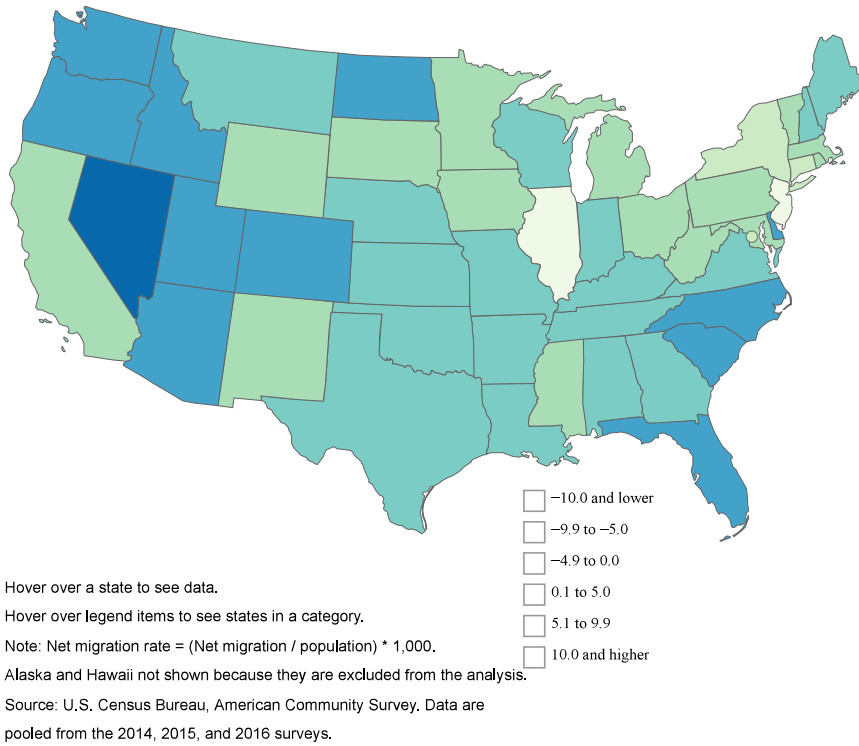 −10.0 and lower
−9.9 to −5.0
−4.9 to 0.0
0.1 to 5.0
5.1 to 9.9
10.0 and higher
Hover over a state to see data.
Hover over legend items to see states in a category.
Note: Net migration rate = (Net migration / population) * 1,000.
Alaska and Hawaii not shown because they are excluded from the analysis.
Source: U.S. Census Bureau, American Community Survey. Data are
pooled from the 2014, 2015, and 2016 surveys.